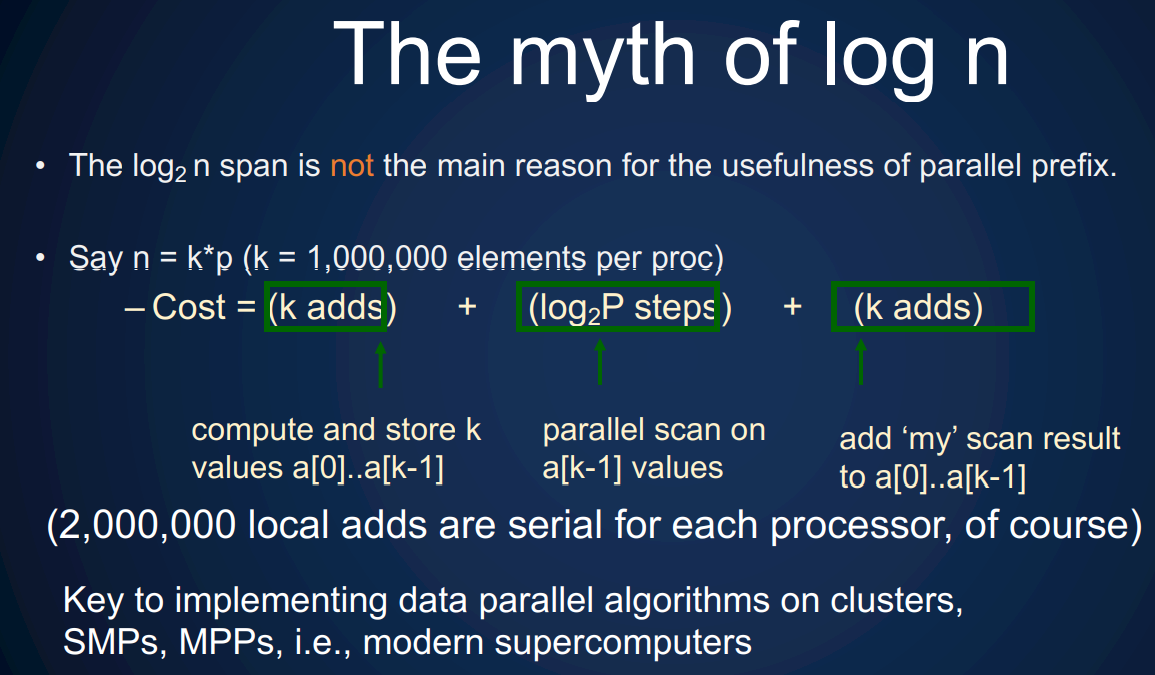 The myth of log n
• The log₂ n span is not the main reason for the usefulness of parallel prefix.
• Say n = k*p (k = 1,000,000 elements per proc)
– Cost = (k adds) + (log₂P steps) + (k adds)
compute and store k
values a[0]..a[k-1]
parallel scan on
a[k-1] values
add ‘my’ scan result
to a[0]..a[k-1]
(2,000,000 local adds are serial for each processor, of course)
Key to implementing data parallel algorithms on clusters,
SMPs, MPPs, i.e., modern supercomputers